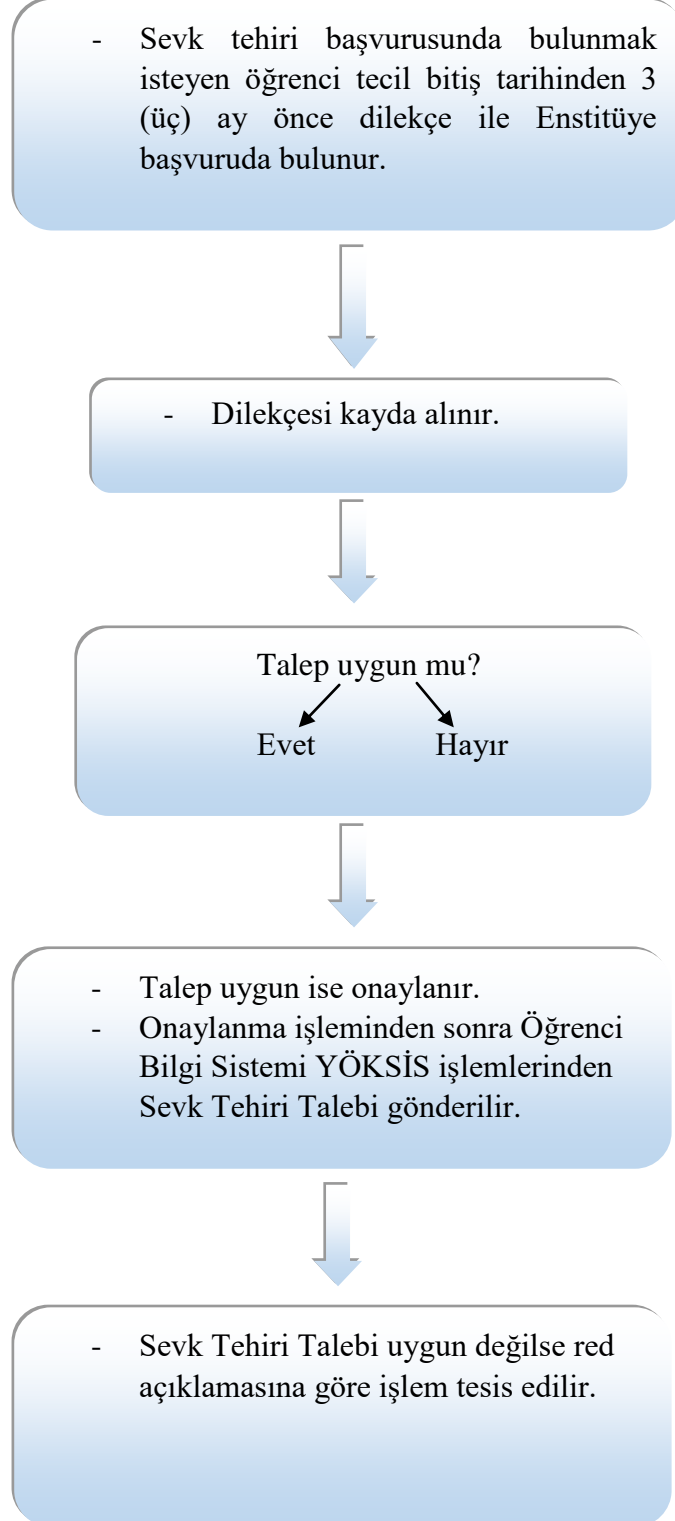 - Sevk tehiri başvurusunda bulunmak
isteyen öğrenci tecil bitiş tarihinden 3
(üç) ay önce dilekçe ile Enstitüye
başvuruda bulunur.
- Dilekçesi kayda alınır.
Talep uygun mu?
Evet Hayır
- Talep uygun ise onaylanır.
- Onaylanma işleminden sonra Öğrenci
Bilgi Sistemi YÖKSİS işlemlerinden
Sevk Tehiri Talebi gönderilir.
- Sevk Tehiri Talebi uygun değilse red
açıklamasına göre işlem tesis edilir.